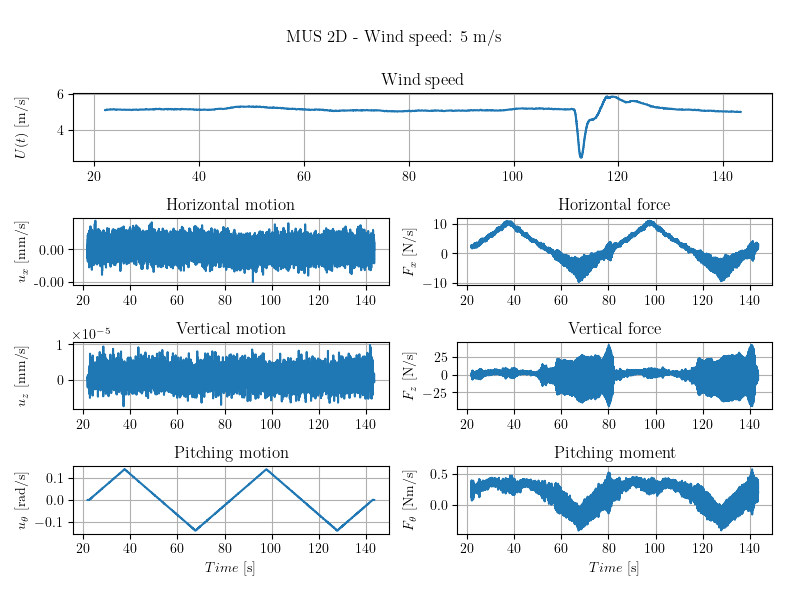 MUS 2D - Wind speed: 5 m/s
Wind speed
U(t) [m/s]
6
4
20 40 60 80 100 120 140
Horizontal motion
u_x [mm/s]
0.00
-0.00
20 40 60 80 100 120 140
Horizontal force
F_x [N/s]
10
0
−10
20 40 60 80 100 120 140
Vertical motion
×10⁻⁵
u_z [mm/s]
1
0
20 40 60 80 100 120 140
Vertical force
F_z [N/s]
25
0
−25
20 40 60 80 100 120 140
Pitching motion
u_θ [rad/s]
0.1
0.0
−0.1
20 40 60 80 100 120 140
Time [s]
Pitching moment
F_θ [Nm/s]
0.5
0.0
20 40 60 80 100 120 140
Time [s]